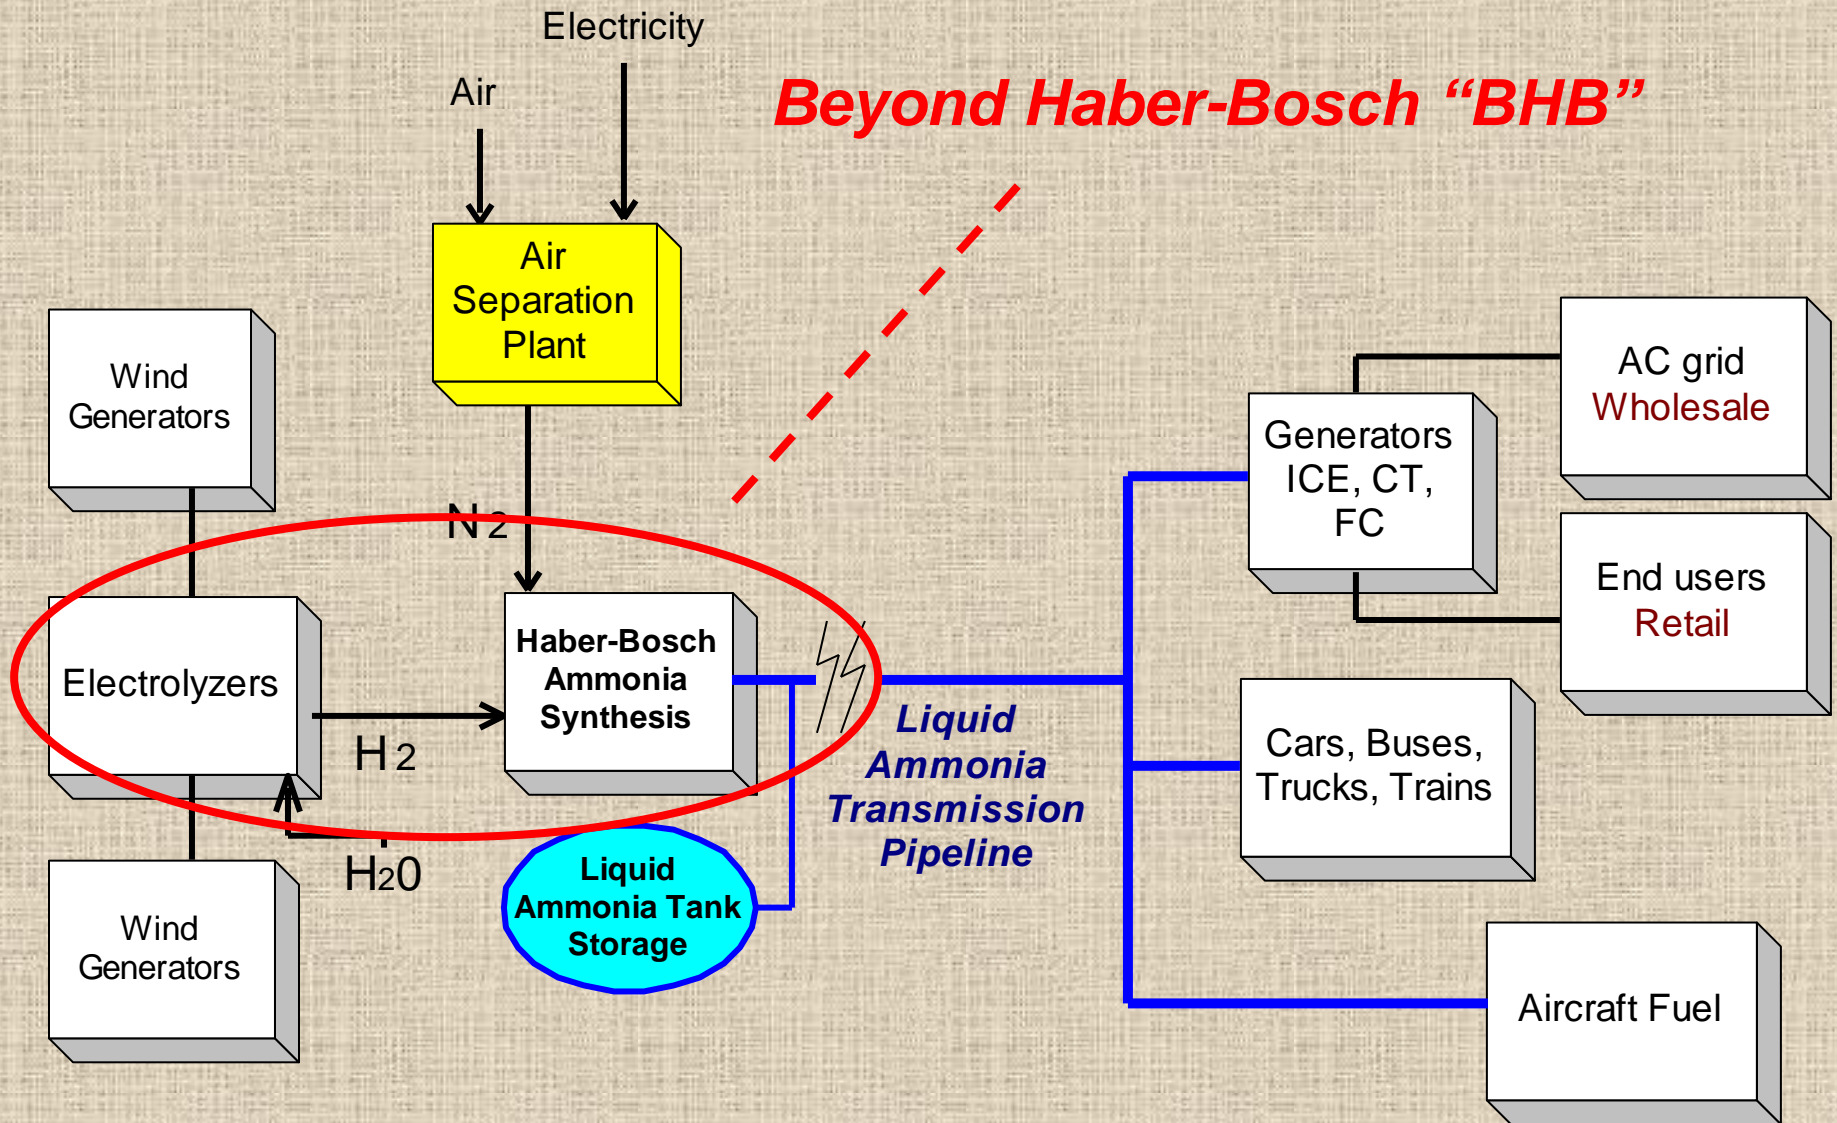 Electricity
Air
Beyond Haber-Bosch “BHB”
Air
Separation
Plant
Wind
Generators
N2
Electrolyzers
H2
H20
Haber-Bosch
Ammonia
Synthesis
Wind
Generators
Liquid
Ammonia Tank
Storage
Liquid
Ammonia
Transmission
Pipeline
Generators
ICE, CT,
FC
AC grid
Wholesale
End users
Retail
Cars, Buses,
Trucks, Trains
Aircraft Fuel